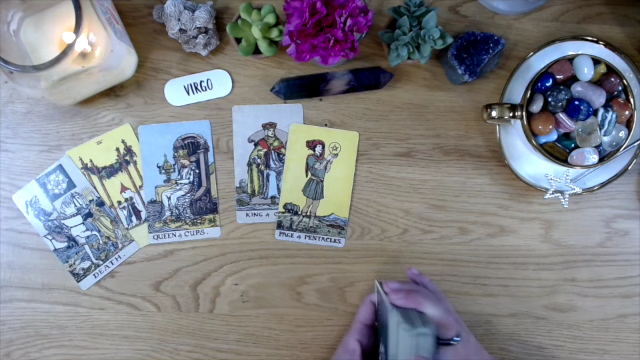 VIRGO
DEATH.
QUEEN of CUPS.
KING of
PAGE of PENTACLES.